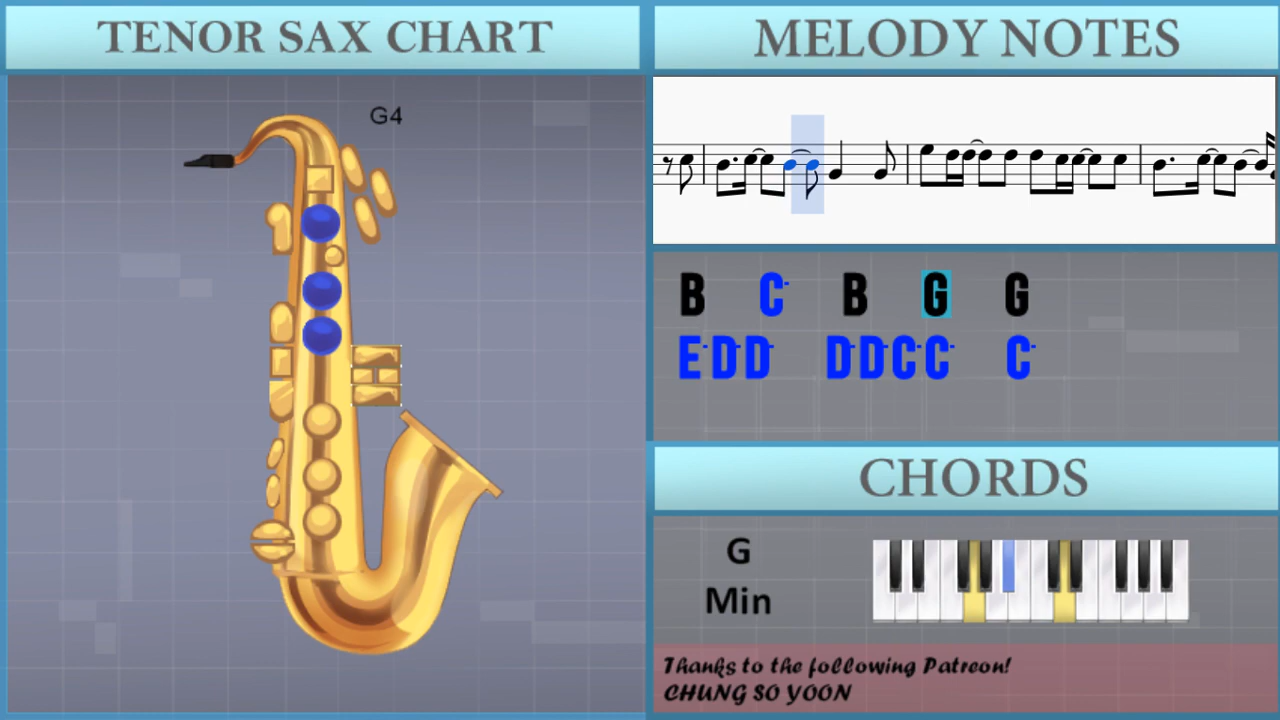 TENOR SAX CHART
G4
MELODY NOTES
B C- B G G
E- D- D- D- D- C- C- C-
CHORDS
G
Min
Thanks to the following Patreon!
CHUNG SO YOON